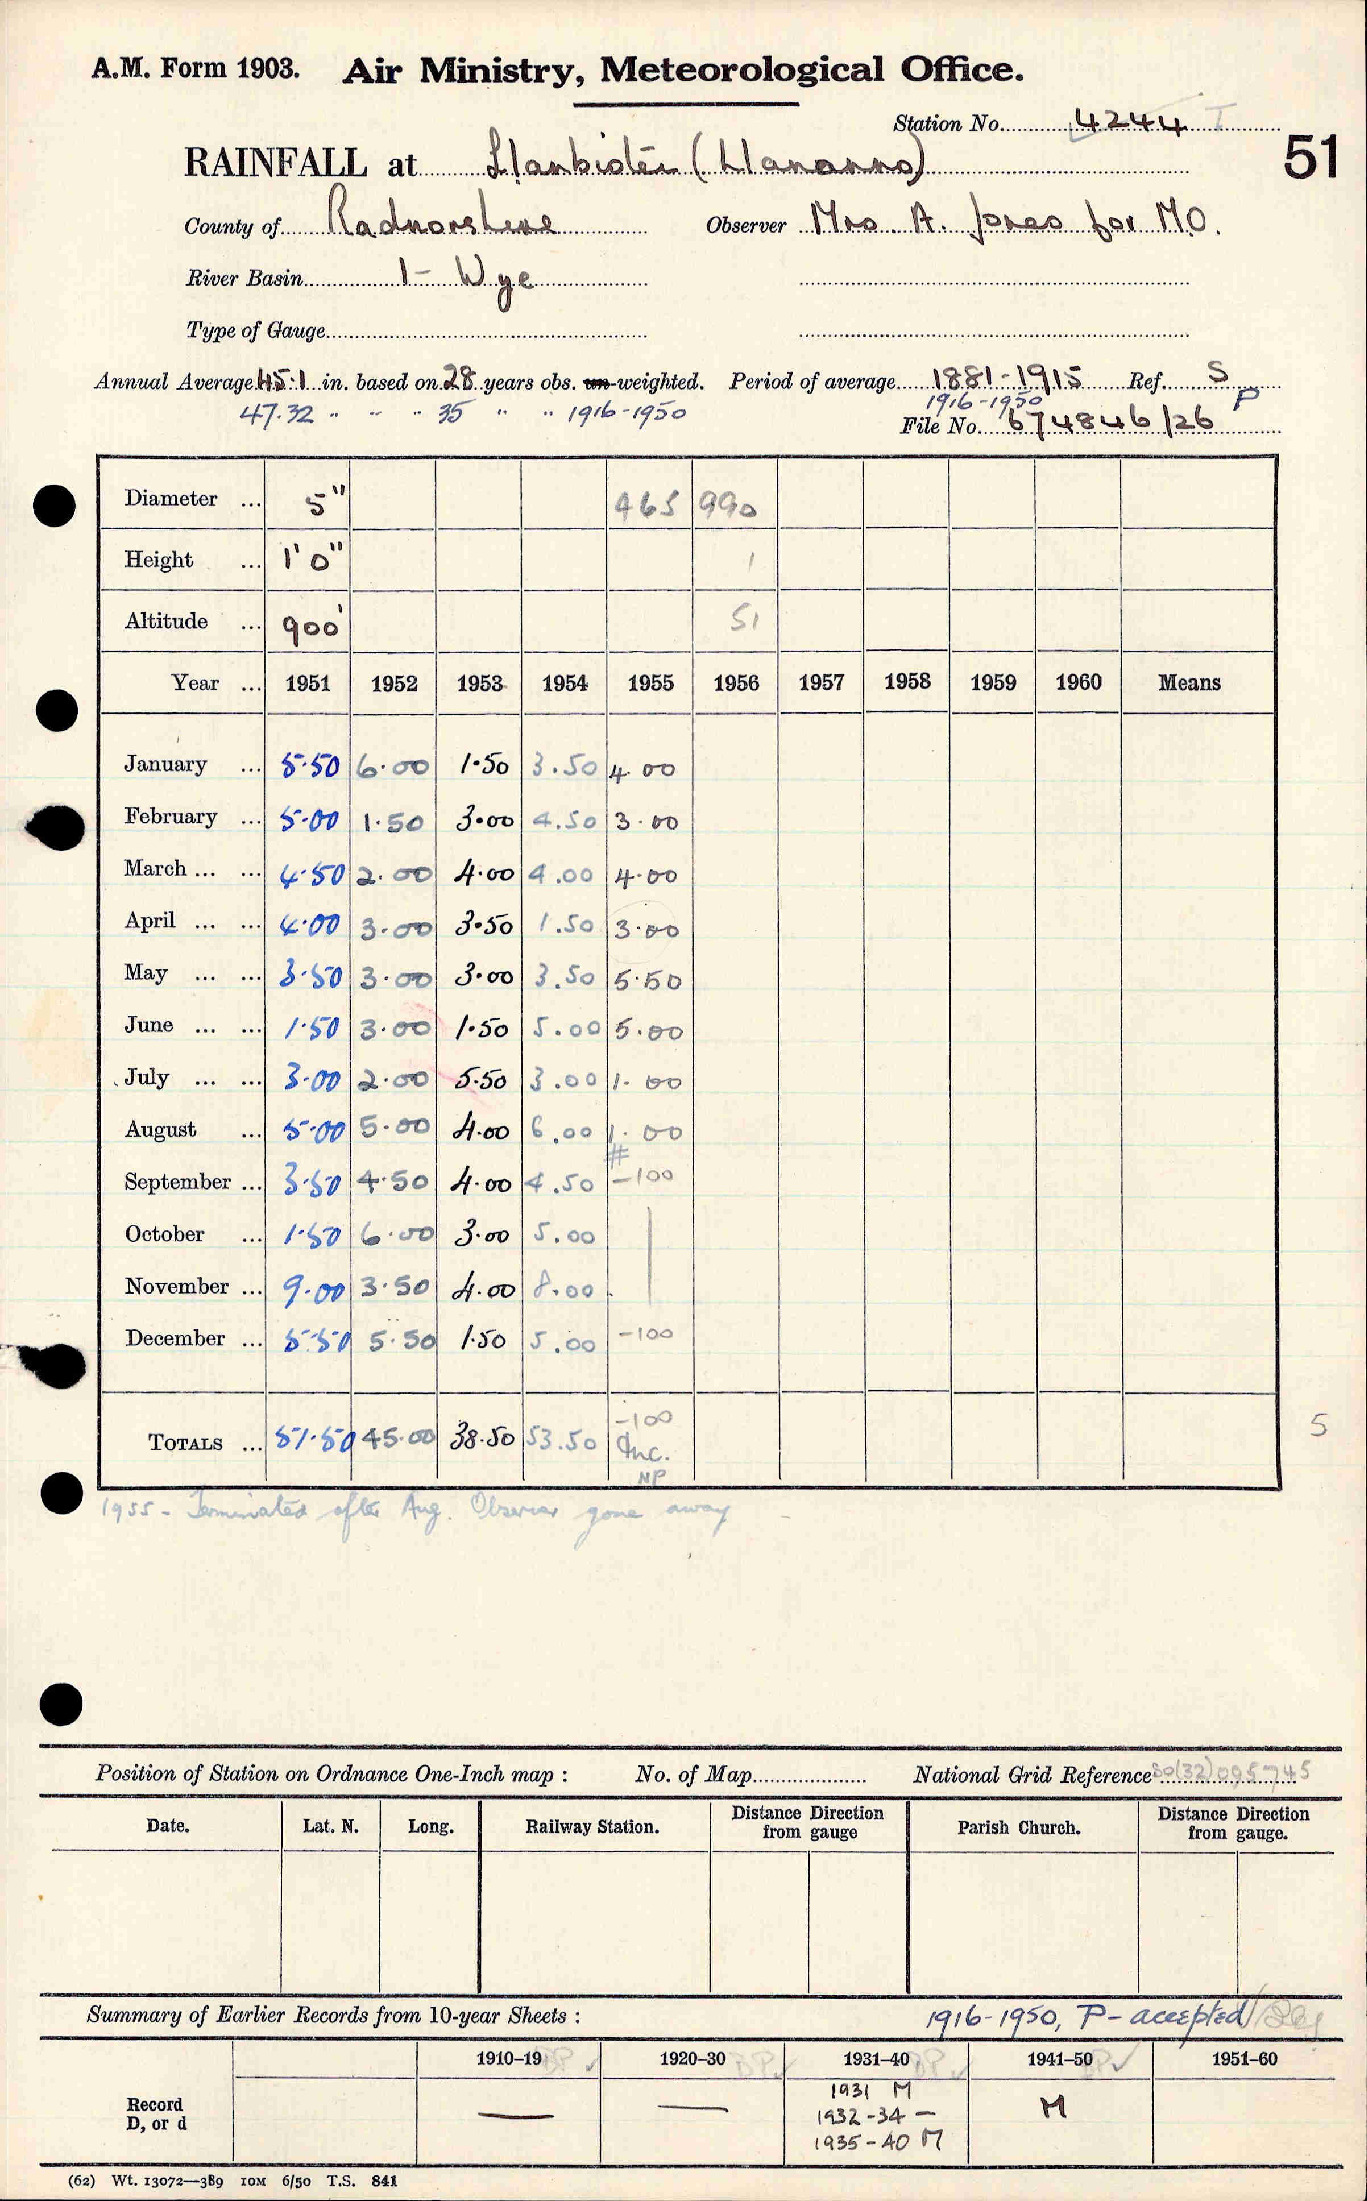 A.M. Form 1903. Air Ministry, Meteorological Office.
Station No. 4244 T
51
RAINFALL at Llanbister (Llananno)
County of Radnorshire Observer Mrs A. Jones for M.O.
River Basin 1- Wye
Type of Gauge
Annual Average 45.1 in. based on 28 years obs. un-weighted. Period of average 1881-1915 Ref. S
47.32 " " " 35 " " 1916-1950 1916-1950 P
File No. 674846/26
Diameter ... 5" 465 990
Height ... 1' 0" 1
Altitude ... 900' 51
Year ... 1951 1952 1953 1954 1955 1956 1957 1958 1959 1960 Means
January ... 5.50 6.00 1.50 3.50 4.00
February ... 5.00 1.50 3.00 4.50 3.00
March ... ... 4.50 2.00 4.00 4.00 4.00
April ... ... 4.00 3.00 3.50 1.50 3.00
May ... ... 3.50 3.00 3.00 3.50 5.50
June ... ... 1.50 3.00 1.50 5.00 5.00
July ... ... 3.00 2.00 5.50 3.00 1.00
August ... 5.00 5.00 4.00 6.00 1.00
#
September ... 3.50 4.50 4.00 4.50 -100
October ... 1.50 6.00 3.00 5.00
November ... 9.00 3.50 4.00 8.00
December ... 5.50 5.50 1.50 5.00 -100
TOTALS ... 51.50 45.00 38.50 53.50 -100 Inc. NP
5
1955 - Terminated after Aug. Observer gone away
Position of Station on Ordnance One-Inch map : No. of Map National Grid Reference SO(32)095745
Date. Lat. N. Long. Railway Station. Distance Direction from gauge Parish Church. Distance Direction from gauge.
Summary of Earlier Records from 10-year Sheets : 1916-1950, P- accepted
1910-19 BP ✓ 1920-30 BP ✓ 1931-40 BP ✓ 1941-50 BP ✓ 1951-60
Record D, or d — — 1931 M M
1932-34 -
1935-40 M
(62) Wt. 13072—3B9 10M 6/50 T.S. 841